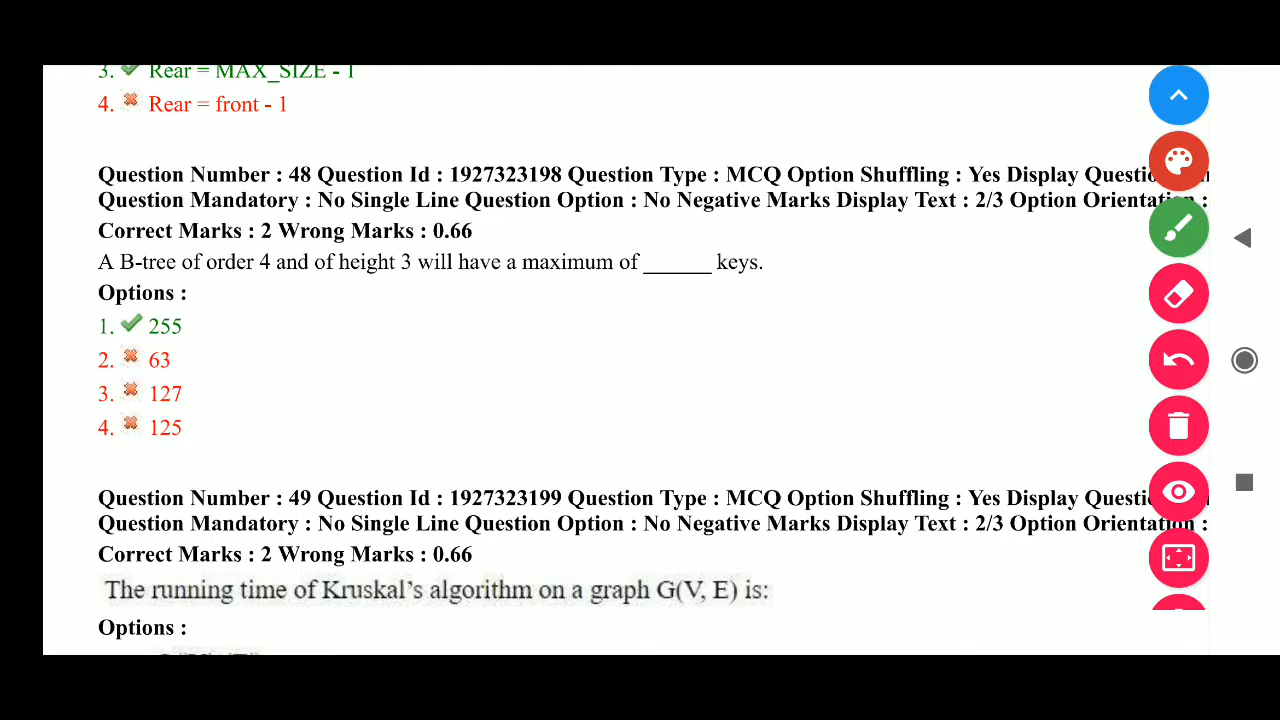 3. Rear = MAX_SIZE - 1
4. Rear = front - 1
Question Number : 48 Question Id : 1927323198 Question Type : MCQ Option Shuffling : Yes Display
Question Mandatory : No Single Line Question Option : No Negative Marks Display Text : 2/3 Option :
Correct Marks : 2 Wrong Marks : 0.66
A B-tree of order 4 and of height 3 will have a maximum of ______ keys.
Options :
1. 255
2. 63
3. 127
4. 125
Question Number : 49 Question Id : 1927323199 Question Type : MCQ Option Shuffling : Yes Display
Question Mandatory : No Single Line Question Option : No Negative Marks Display Text : 2/3 Option Orientation :
Correct Marks : 2 Wrong Marks : 0.66
The running time of Kruskal's algorithm on a graph G(V, E) is:
Options :